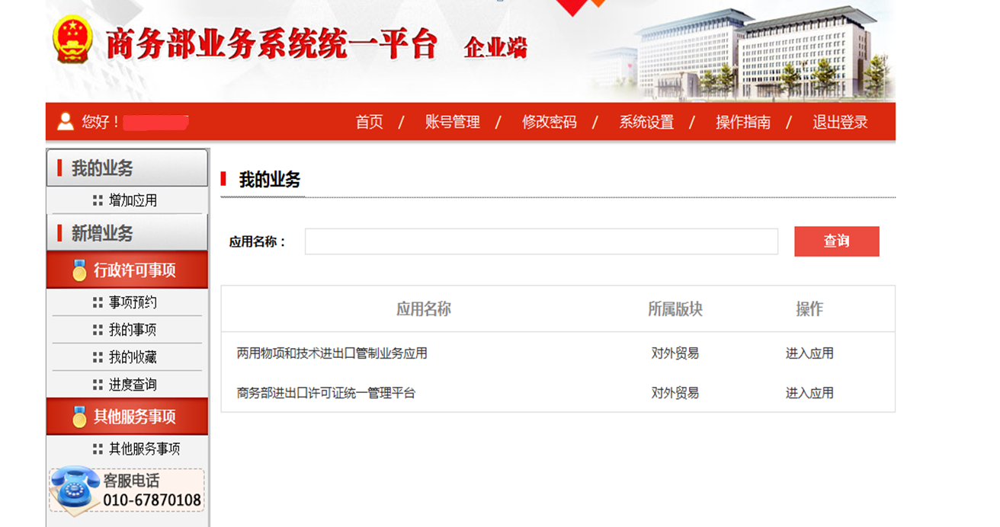 商务部业务系统统一平台 企业端
您好！
首页 / 账号管理 / 修改密码 / 系统设置 / 操作指南 / 退出登录
我的业务
增加应用
新增业务
行政许可事项
事项预约
我的事项
我的收藏
进度查询
其他服务事项
其他服务事项
客服电话
010-67870108
我的业务
应用名称： 查询
应用名称 所属版块 操作
两用物项和技术进出口管制业务应用 对外贸易 进入应用
商务部进出口许可证统一管理平台 对外贸易 进入应用